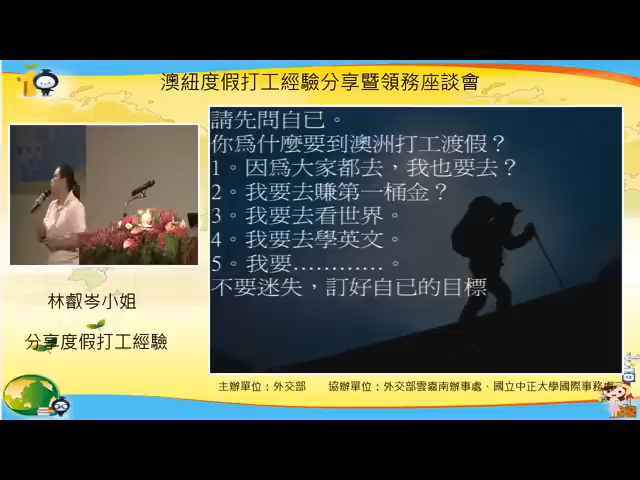 澳紐度假打工經驗分享暨領務座談會
請先問自己。
你為什麼要到澳洲打工渡假？
1。因為大家都去，我也要去？
2。我要去賺第一桶金？
3。我要去看世界。
4。我要去學英文。
5。我要…………。
不要迷失，訂好自己的目標
林叡岑小姐
分享度假打工經驗
主辦單位：外交部
協辦單位：外交部雲嘉南辦事處、國立中正大學國際事務處